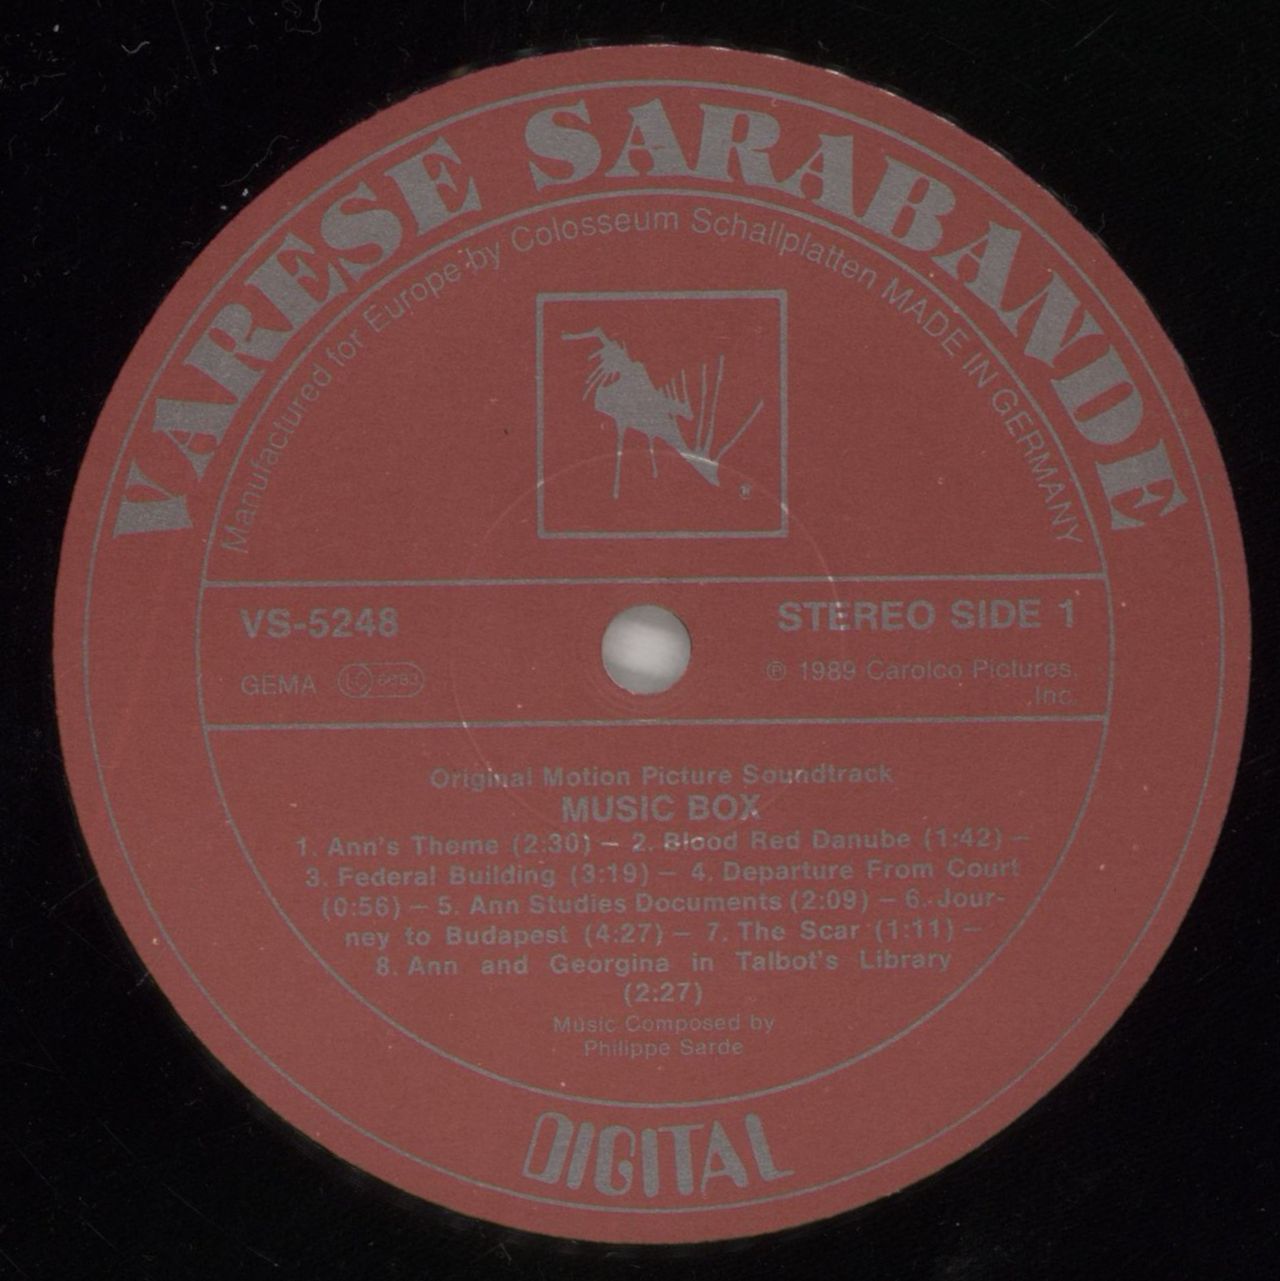 VARESE SARABANDE
Manufactured for Europe by Colosseum Schallplatten MADE IN GERMANY
®
VS-5248
STEREO SIDE 1
GEMA LC 6083
℗ 1989 Carolco Pictures,
Inc.
Original Motion Picture Soundtrack
MUSIC BOX
1. Ann's Theme (2:30) – 2. Blood Red Danube (1:42) –
3. Federal Building (3:19) – 4. Departure From Court
(0:56) – 5. Ann Studies Documents (2:09) – 6. Jour-
ney to Budapest (4:27) – 7. The Scar (1:11) –
8. Ann and Georgina in Talbot's Library
(2:27)
Music Composed by
Philippe Sarde
DIGITAL